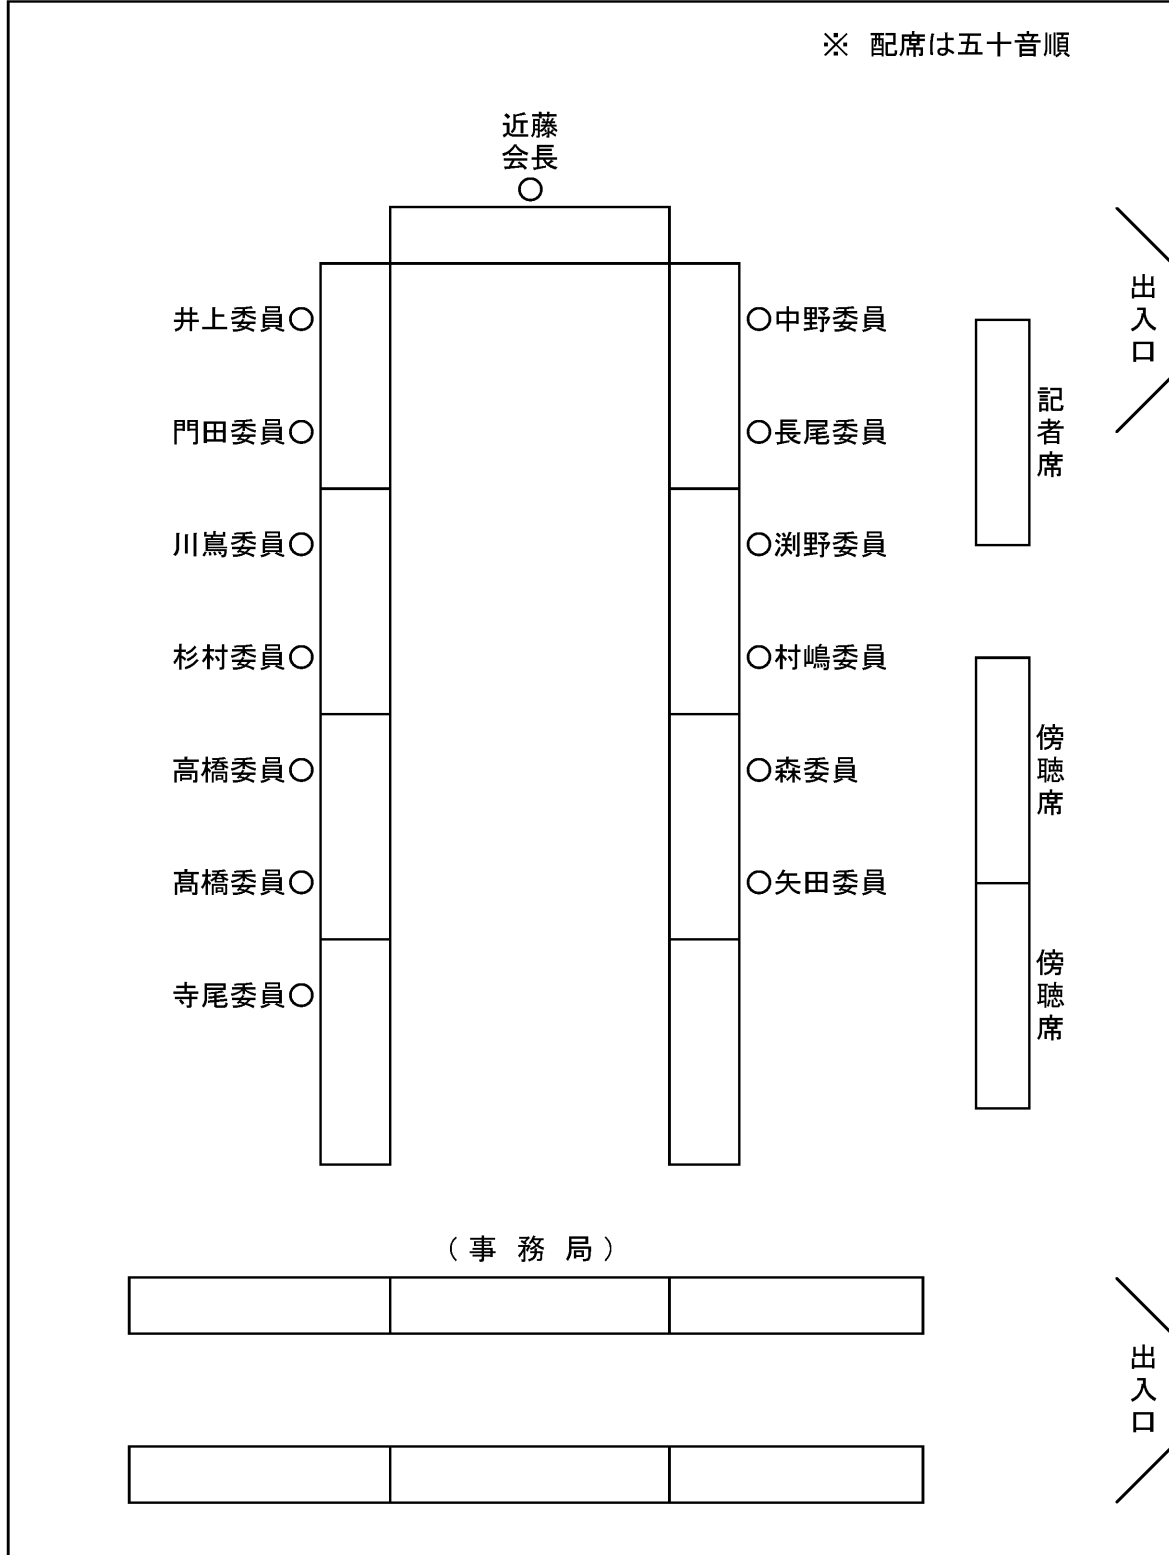 ※ 配席は五十音順
近藤
会長
井上委員○
○中野委員
門田委員○
○長尾委員
川嶌委員○
○渕野委員
杉村委員○
○村嶋委員
高橋委員○
○森委員
髙橋委員○
○矢田委員
寺尾委員○
出入口
記者席
傍聴席
傍聴席
（事 務 局）
出入口